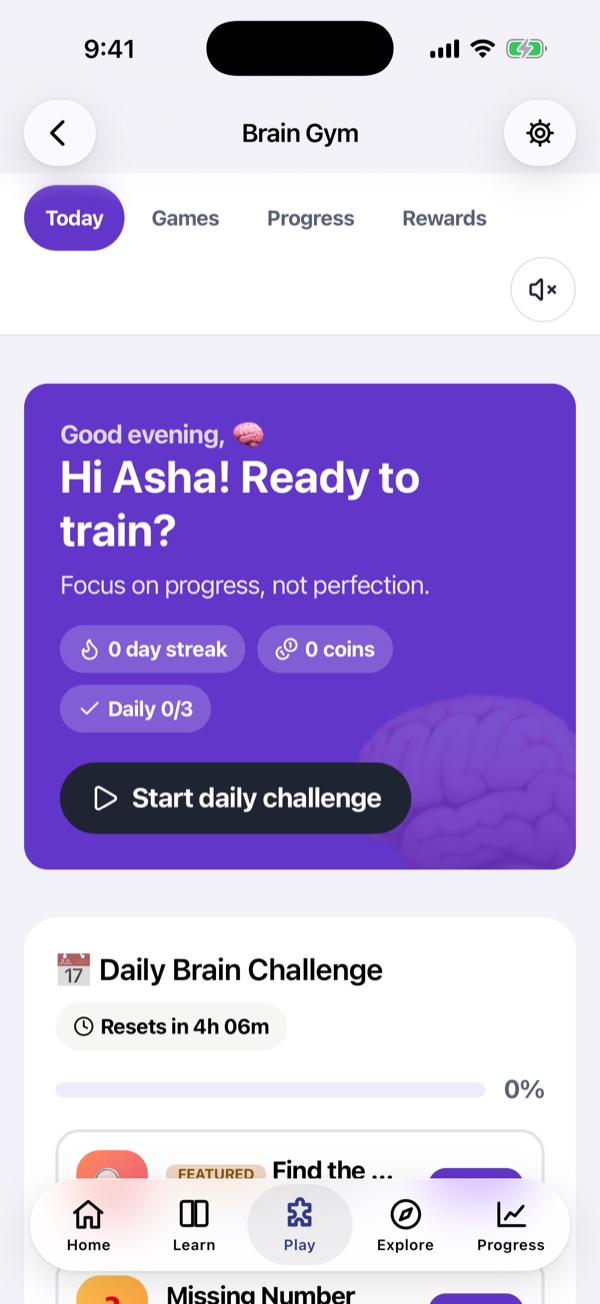 9:41
Brain Gym
Today
Games
Progress
Rewards
Good evening, 🧠
Hi Asha! Ready to
train?
Focus on progress, not perfection.
0 day streak
0 coins
Daily 0/3
Start daily challenge
JUL
17
Daily Brain Challenge
Resets in 4h 06m
0%
FEATURED
Find the ...
Home
Learn
Play
Explore
Progress
Missing Number